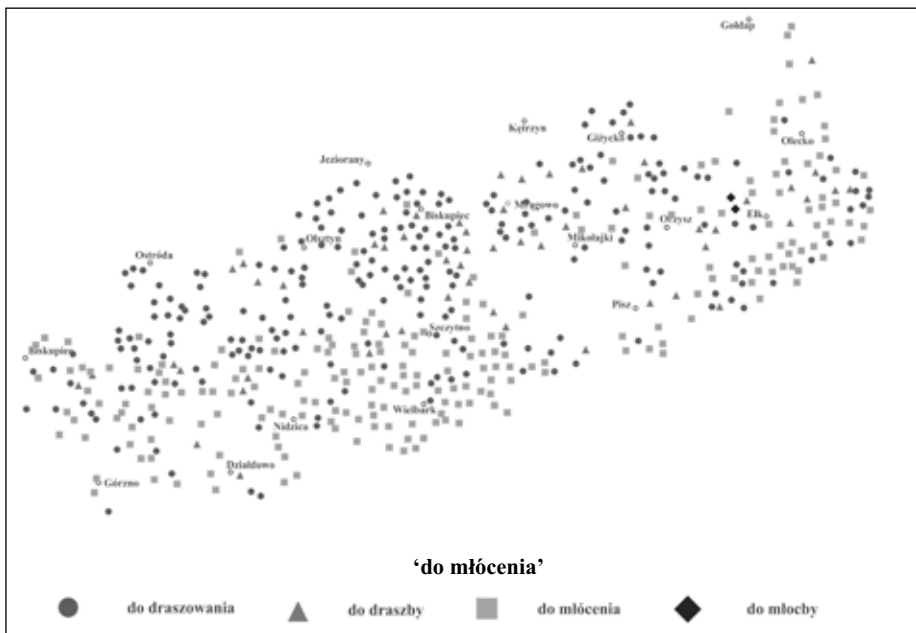 Gołdap
Kętrzyn
Giżycko
Olecko
Jeziorany
Biskupiec
Mrągowo
Ełk
Orzysz
Olsztyn
Mikołajki
Ostróda
Pisz
Szczytno
Biskupiec
Wielbark
Nidzica
Działdowo
Górzno
‘do młócenia’
do draszowania do draszby do młócenia do młocby